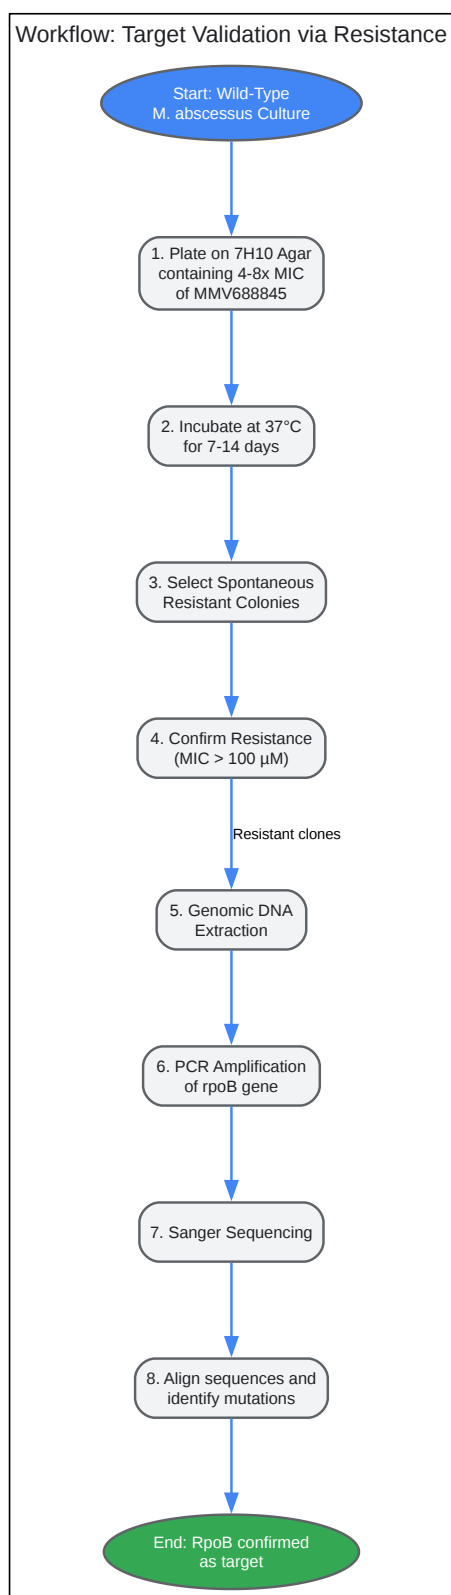 Workflow: Target Validation via Resistance
Start: Wild-Type
M. abscessus Culture
1. Plate on 7H10 Agar
containing 4-8x MIC
of MMV688845
2. Incubate at 37°C
for 7-14 days
3. Select Spontaneous
Resistant Colonies
4. Confirm Resistance
(MIC > 100 µM)
Resistant clones
5. Genomic DNA
Extraction
6. PCR Amplification
of rpoB gene
7. Sanger Sequencing
8. Align sequences and
identify mutations
End: RpoB confirmed
as target